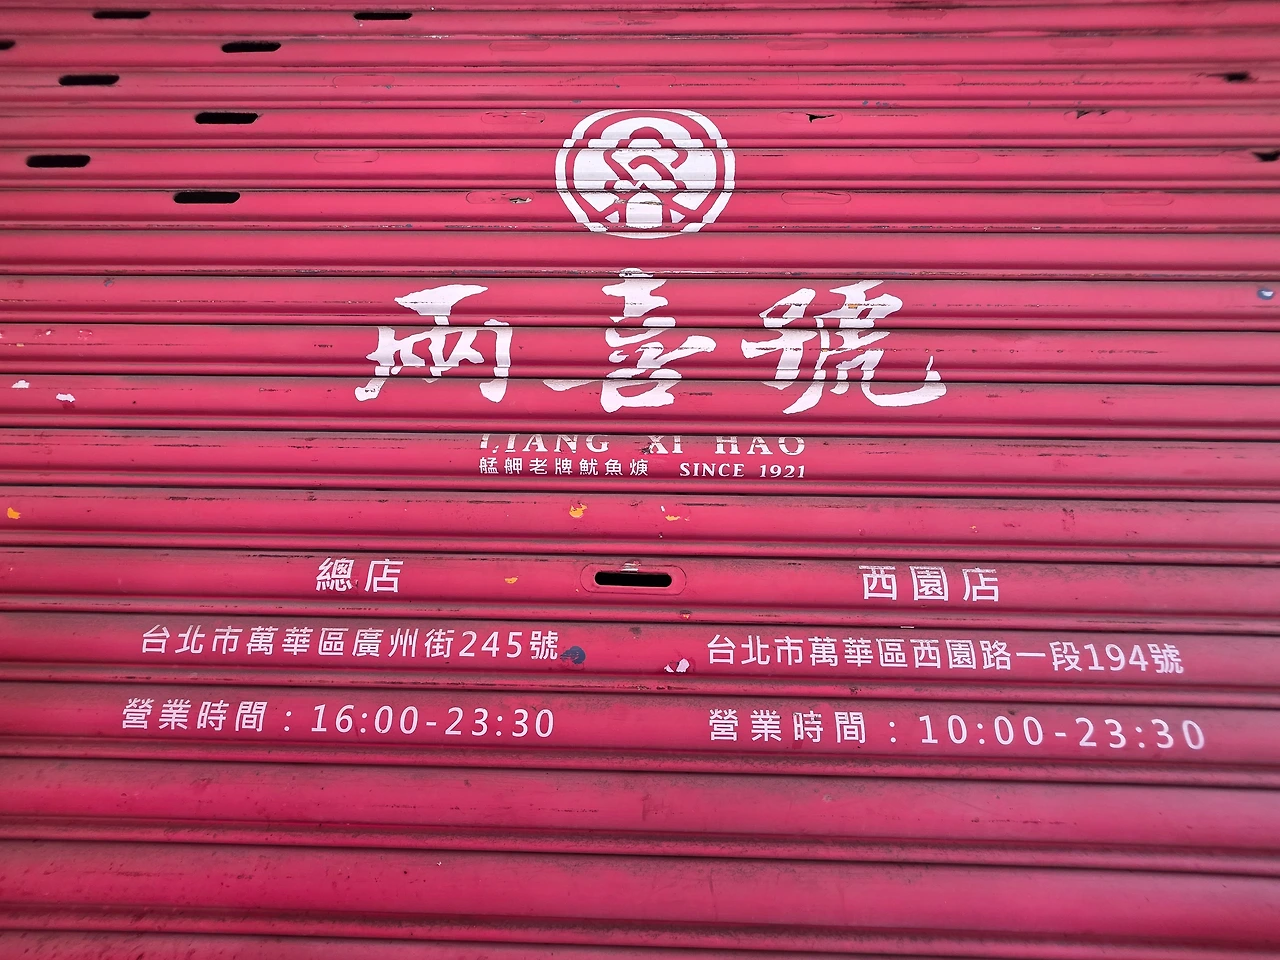 兩喜號
LIANG XI HAO
艋舺老牌魷魚焿 SINCE 1921
總店
台北市萬華區廣州街245號
營業時間：16:00-23:30
西園店
台北市萬華區西園路一段194號
營業時間：10:00-23:30